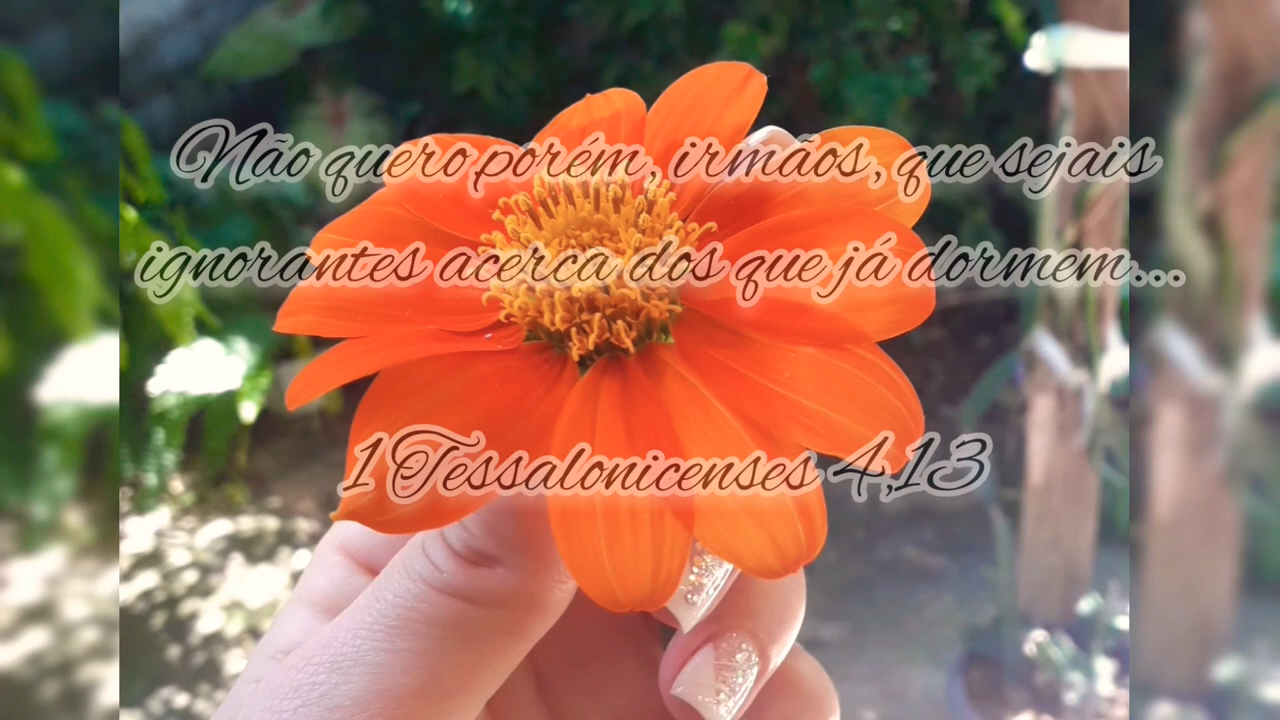 Não quero porém, irmãos, que sejais
ignorantes acerca dos que já dormem...
1 Tessalonicenses 4,13